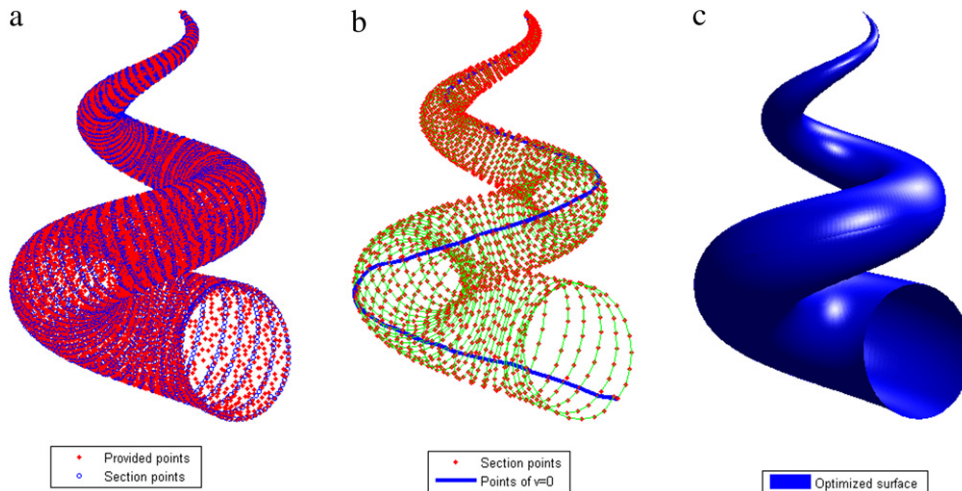 a
b
c
Provided points
Section points
Section points
Points of v=0
Optimized surface